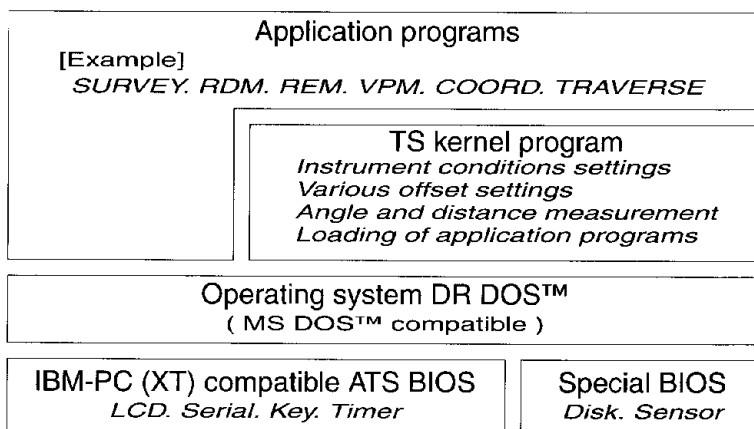 Application programs
[Example]
SURVEY. RDM. REM. VPM. COORD. TRAVERSE
TS kernel program
Instrument conditions settings
Various offset settings
Angle and distance measurement
Loading of application programs
Operating system DR DOS™
( MS DOS™ compatible )
IBM-PC (XT) compatible ATS BIOS
LCD. Serial. Key. Timer
Special BIOS
Disk. Sensor